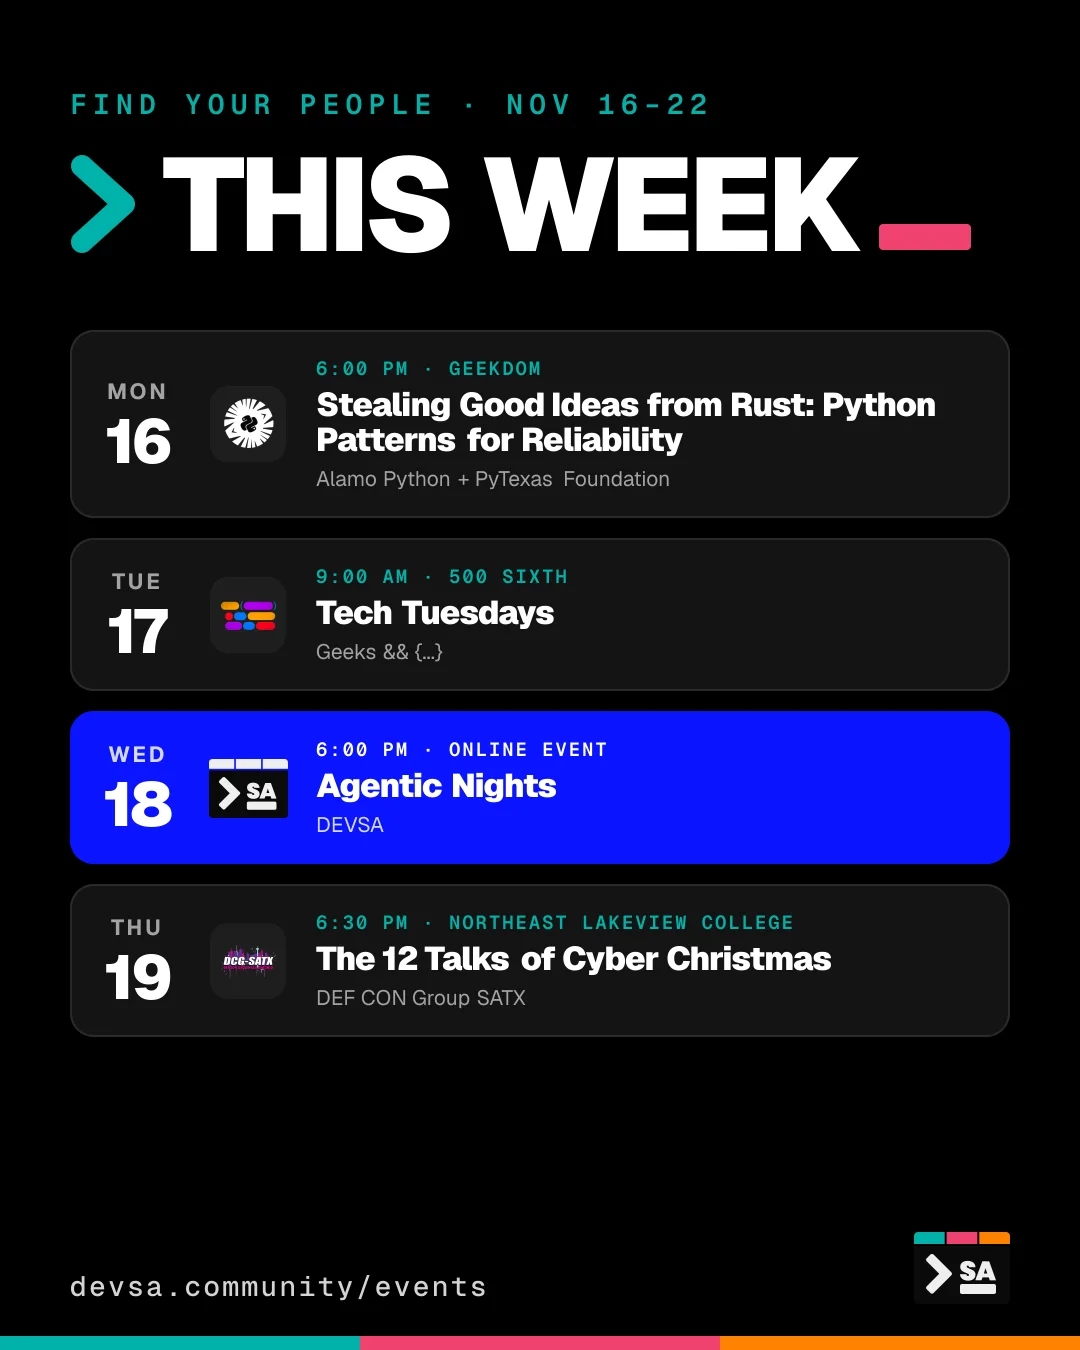 FIND YOUR PEOPLE · NOV 16–22
THIS WEEK
MON
16
6:00 PM · GEEKDOM
Stealing Good Ideas from Rust: Python
Patterns for Reliability
Alamo Python + PyTexas Foundation
TUE
17
9:00 AM · 500 SIXTH
Tech Tuesdays
Geeks && {...}
WED
18
SA
6:00 PM · ONLINE EVENT
Agentic Nights
DEVSA
THU
19
DCG-SATX
6:30 PM · NORTHEAST LAKEVIEW COLLEGE
The 12 Talks of Cyber Christmas
DEF CON Group SATX
devsa.community/events
SA